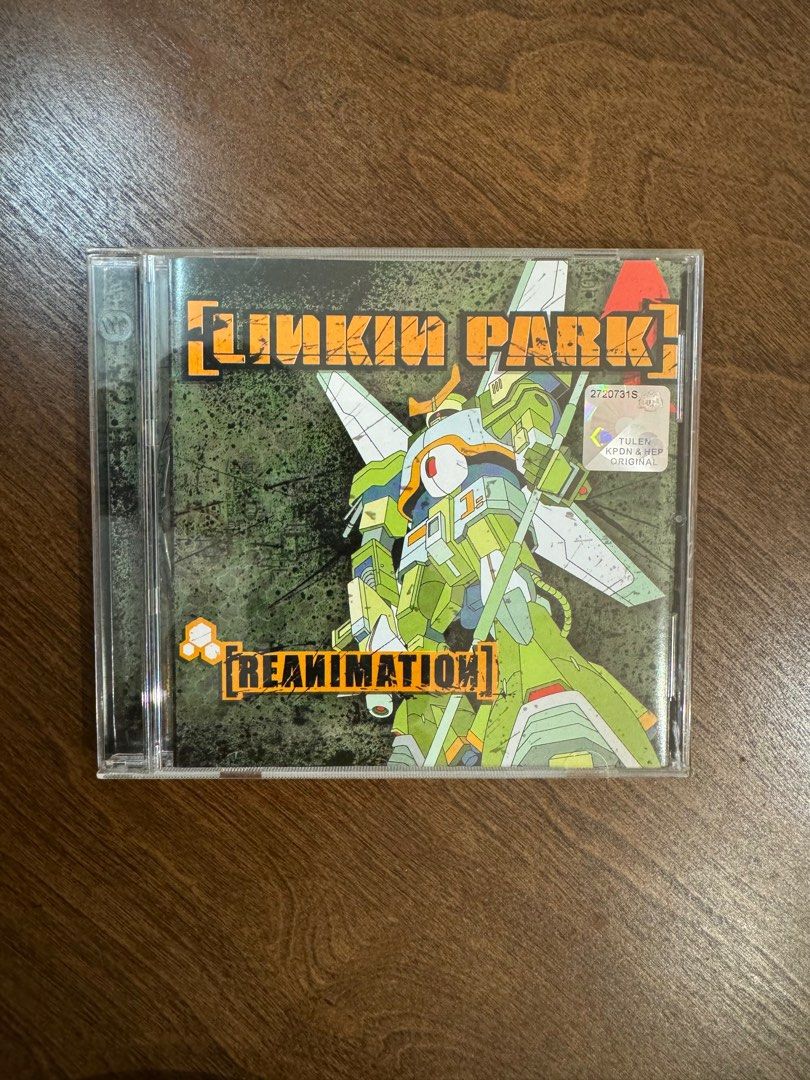 [LINKIN PARK]
2720731S
TULEN
KPDN & HEP
ORIGINAL
[REANIMATION]